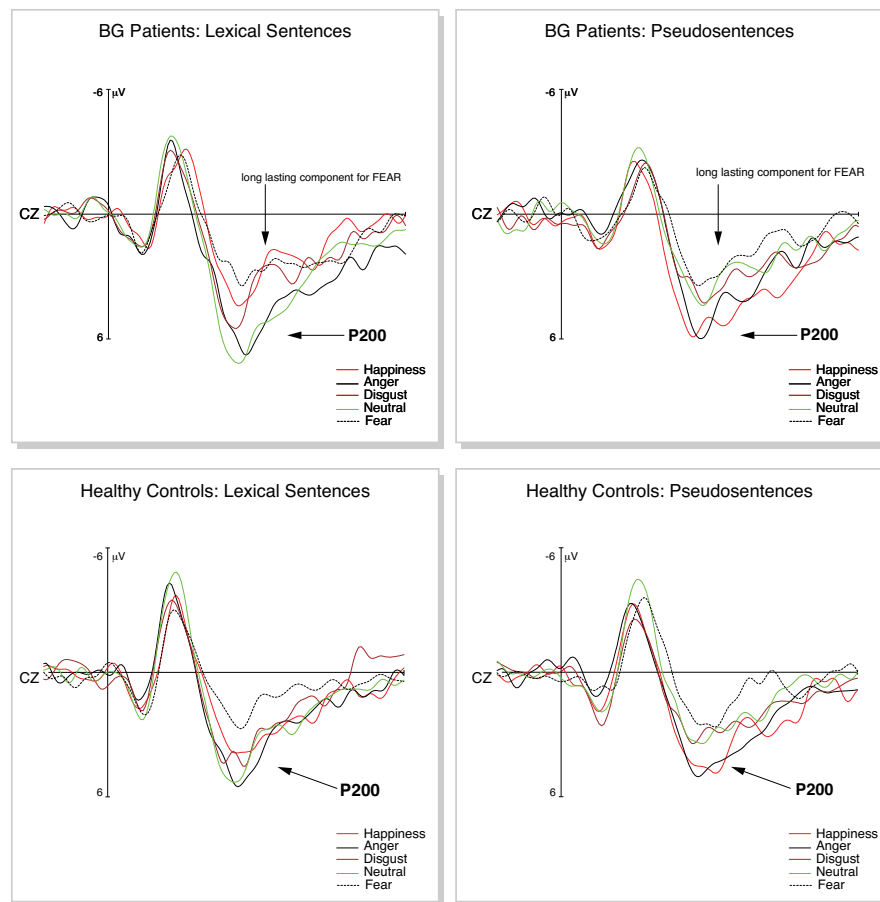 BG Patients: Lexical Sentences
-6 μV
long lasting component for FEAR
CZ
6
P200
Happiness
Anger
Disgust
Neutral
Fear
BG Patients: Pseudosentences
-6 μV
long lasting component for FEAR
CZ
6
P200
Happiness
Anger
Disgust
Neutral
Fear
Healthy Controls: Lexical Sentences
-6 μV
CZ
6
P200
Happiness
Anger
Disgust
Neutral
Fear
Healthy Controls: Pseudosentences
-6 μV
CZ
6
P200
Happiness
Anger
Disgust
Neutral
Fear